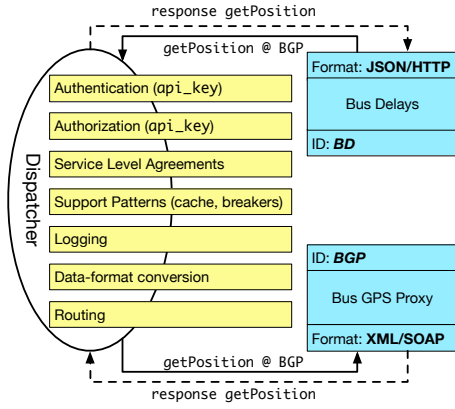 response getPosition
getPosition @ BGP
Format: JSON/HTTP
Bus Delays
ID: BD
Dispatcher
Authentication (api_key)
Authorization (api_key)
Service Level Agreements
Support Patterns (cache, breakers)
Logging
Data-format conversion
Routing
ID: BGP
Bus GPS Proxy
Format: XML/SOAP
getPosition @ BGP
response getPosition